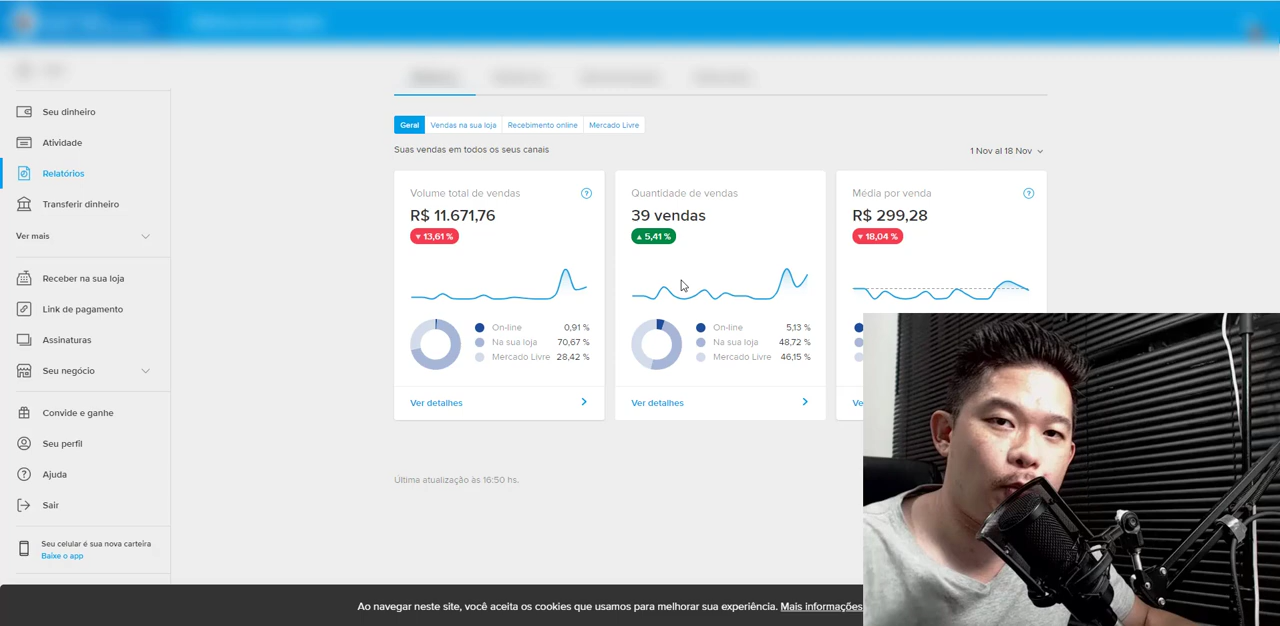 Seu dinheiro
Atividade
Relatórios
Transferir dinheiro
Ver mais
Receber na sua loja
Link de pagamento
Assinaturas
Seu negócio
Convide e ganhe
Seu perfil
Ajuda
Sair
Seu celular é sua nova carteira
Baixe o app
Geral Vendas na sua loja Recebimento online Mercado Livre
Suas vendas em todos os seus canais
1 Nov al 18 Nov
Volume total de vendas ?
R$ 11.671,76
▼ 13,61 %
On-line 0,91 %
Na sua loja 70,67 %
Mercado Livre 28,42 %
Ver detalhes
Quantidade de vendas
39 vendas
▲ 5,41 %
On-line 5,13 %
Na sua loja 48,72 %
Mercado Livre 46,15 %
Ver detalhes
Média por venda ?
R$ 299,28
▼ 18,04 %
Ve
Última atualização às 16:50 hs.
Ao navegar neste site, você aceita os cookies que usamos para melhorar sua experiência. Mais informações